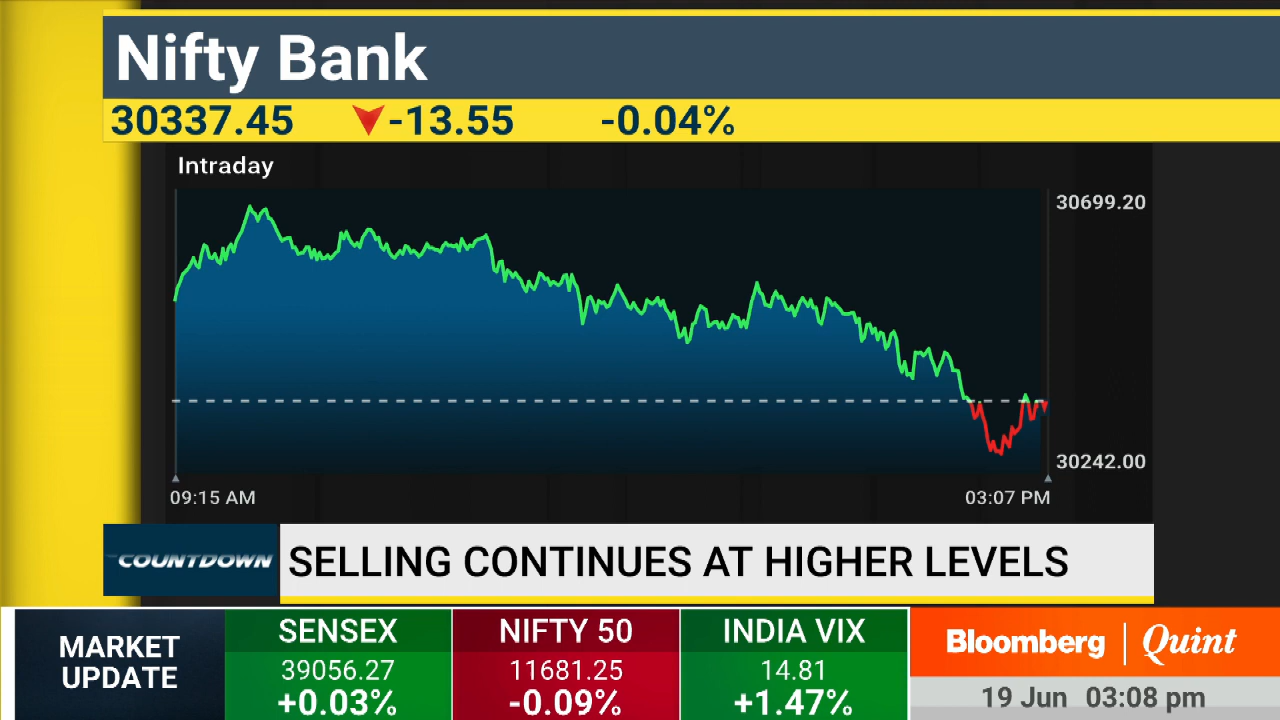 Nifty Bank
30337.45 -13.55 -0.04%
Intraday
30699.20
30242.00
09:15 AM 03:07 PM
COUNTDOWN
SELLING CONTINUES AT HIGHER LEVELS
MARKET
UPDATE
SENSEX
39056.27
+0.03%
NIFTY 50
11681.25
-0.09%
INDIA VIX
14.81
+1.47%
Bloomberg | Quint
19 Jun 03:08 pm